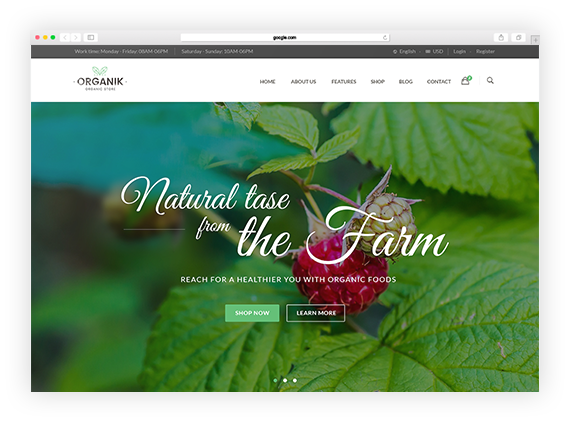 google.com
Work time: Monday - Friday: 08AM-06PM
Saturday - Sunday: 10AM-06PM
English
USD
Login
Register
ORGANIK
ORGANIC STORE
HOME
ABOUT US
FEATURES
SHOP
BLOG
CONTACT
Natural tase
from the Farm
REACH FOR A HEALTHIER YOU WITH ORGANIC FOODS
SHOP NOW
LEARN MORE